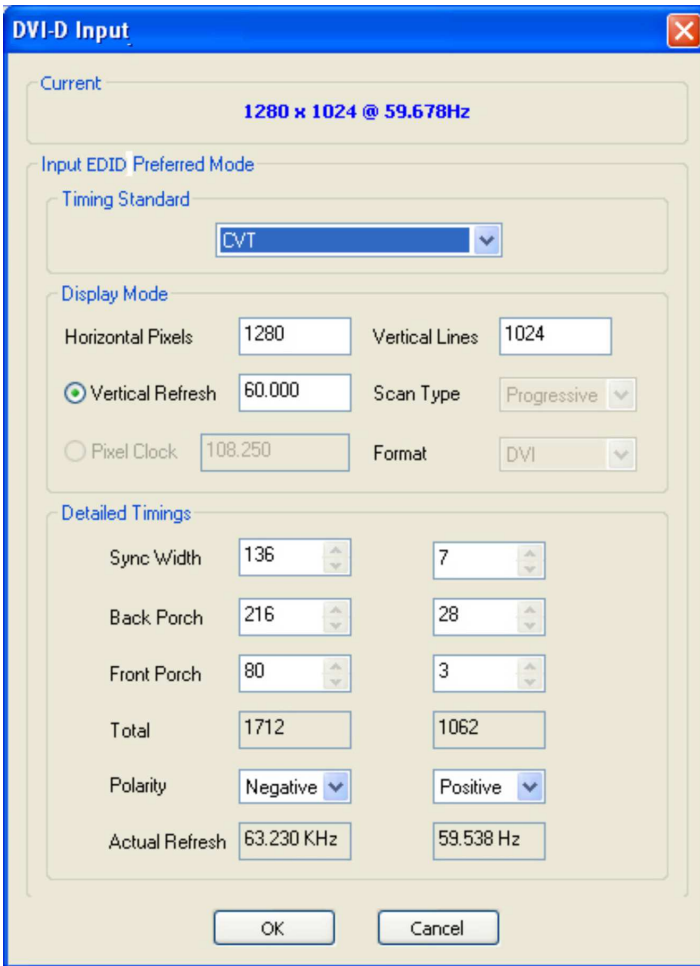 DVI-D Input
Current
1280 x 1024 @ 59.678Hz
Input EDID Preferred Mode
Timing Standard
CVT
Display Mode
Horizontal Pixels 1280 Vertical Lines 1024
Vertical Refresh 60.000 Scan Type Progressive
Pixel Clock 108.250 Format DVI
Detailed Timings
Sync Width 136 7
Back Porch 216 28
Front Porch 80 3
Total 1712 1062
Polarity Negative Positive
Actual Refresh 63.230 KHz 59.538 Hz
OK Cancel